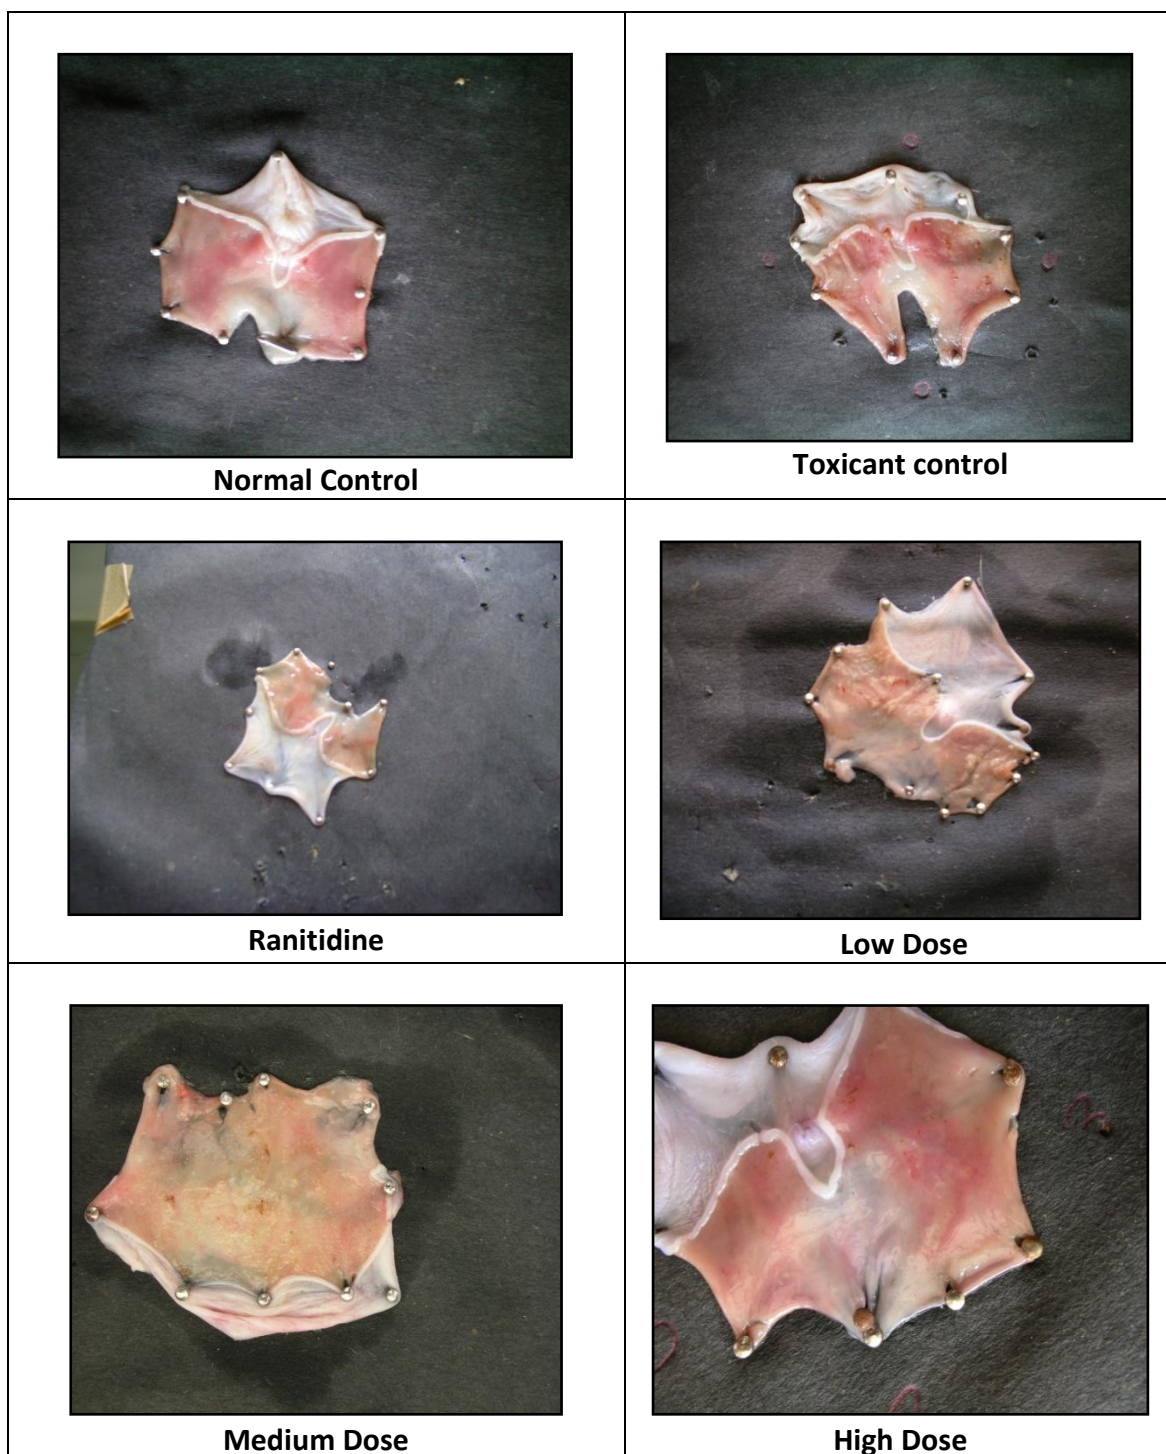 Normal Control
Toxicant control
Ranitidine
Low Dose
Medium Dose
High Dose